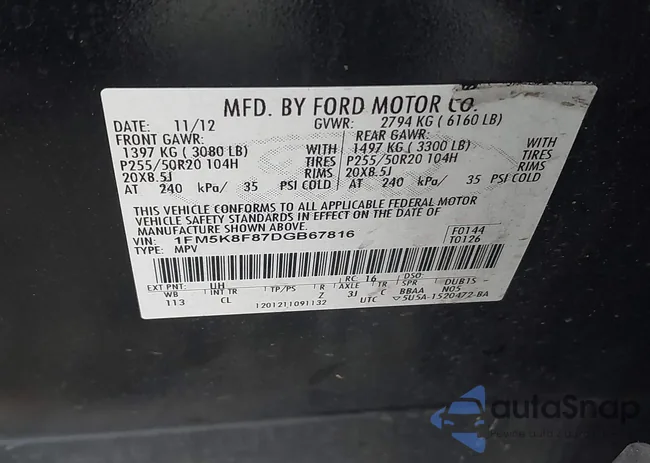 MFD. BY FORD MOTOR CO.
DATE: 11/12 GVWR: 2794 KG ( 6160 LB)
FRONT GAWR: REAR GAWR:
1397 KG ( 3080 LB) WITH 1497 KG ( 3300 LB) WITH
P255/50R20 104H TIRES P255/50R20 104H TIRES
20X8.5J RIMS 20X8.5J RIMS
AT 240 kPa/ 35 PSI COLD AT 240 kPa/ 35 PSI COLD
THIS VEHICLE CONFORMS TO ALL APPLICABLE FEDERAL MOTOR
VEHICLE SAFETY STANDARDS IN EFFECT ON THE DATE OF
MANUFACTURE SHOWN ABOVE.
VIN: 1FM5K8F87DGB67816 F0144
TYPE: MPV T0126
EXT PNT: UH RC: 16 DSO:
WB INT TR TP/PS R AXLE TR SPR DUB1S
113 CL 2 3J C BBAA N05
1201211091132 UTC 5U5A-1520472-BA
autoSnap